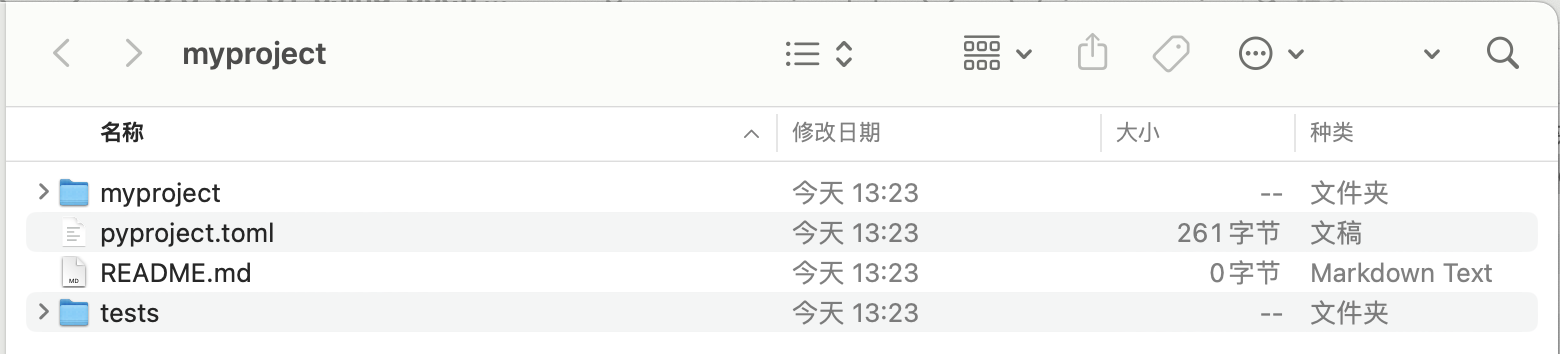 myproject
名称 修改日期 大小 种类
myproject 今天 13:23 -- 文件夹
pyproject.toml 今天 13:23 261字节 文稿
MD README.md 今天 13:23 0字节 Markdown Text
tests 今天 13:23 -- 文件夹